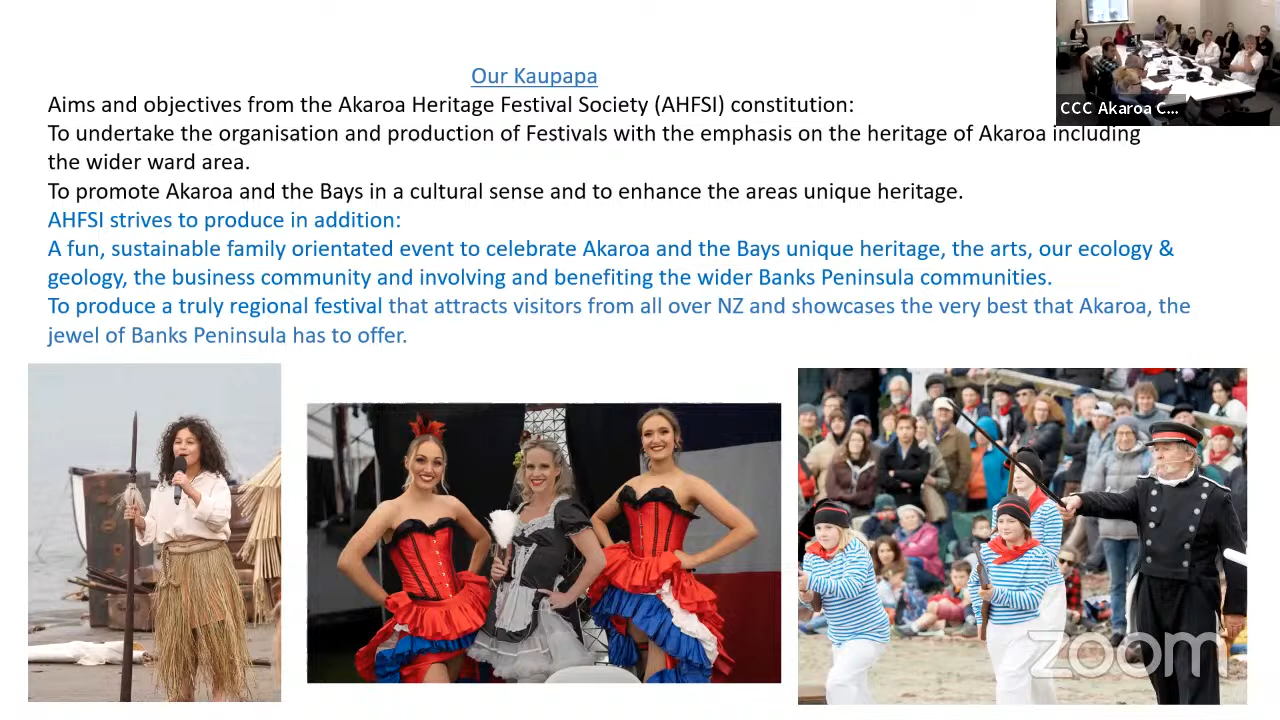 Our Kaupapa
Aims and objectives from the Akaroa Heritage Festival Society (AHFSI) constitution:
To undertake the organisation and production of Festivals with the emphasis on the heritage of Akaroa including
the wider ward area.
To promote Akaroa and the Bays in a cultural sense and to enhance the areas unique heritage.
AHFSI strives to produce in addition:
A fun, sustainable family orientated event to celebrate Akaroa and the Bays unique heritage, the arts, our ecology &
geology, the business community and involving and benefiting the wider Banks Peninsula communities.
To produce a truly regional festival that attracts visitors from all over NZ and showcases the very best that Akaroa, the
jewel of Banks Peninsula has to offer.
CCC Akaroa C...
zoom